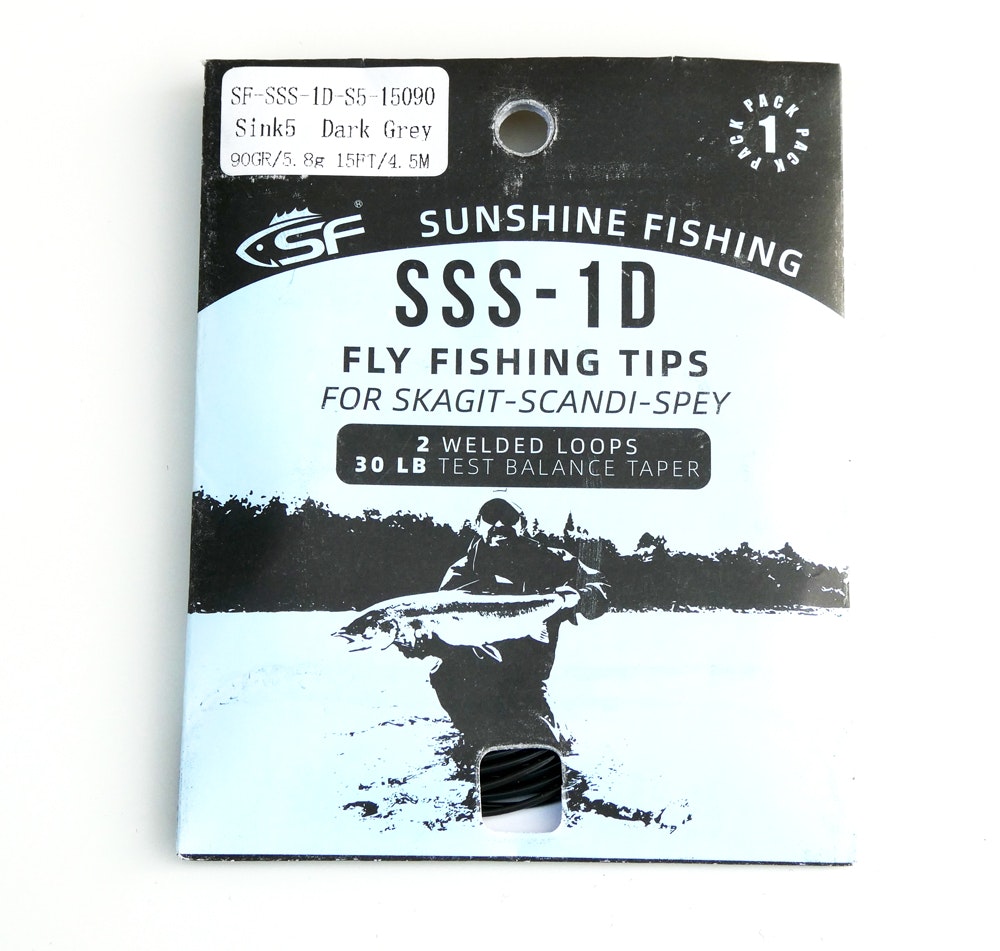 SF-SSS-1D-S5-15090
Sink5 Dark Grey
90GR/5.8g 15FT/4.5M
PACK PACK PACK
1
SF®
SUNSHINE FISHING
SSS-1D
FLY FISHING TIPS
FOR SKAGIT-SCANDI-SPEY
2 WELDED LOOPS
30 LB TEST BALANCE TAPER